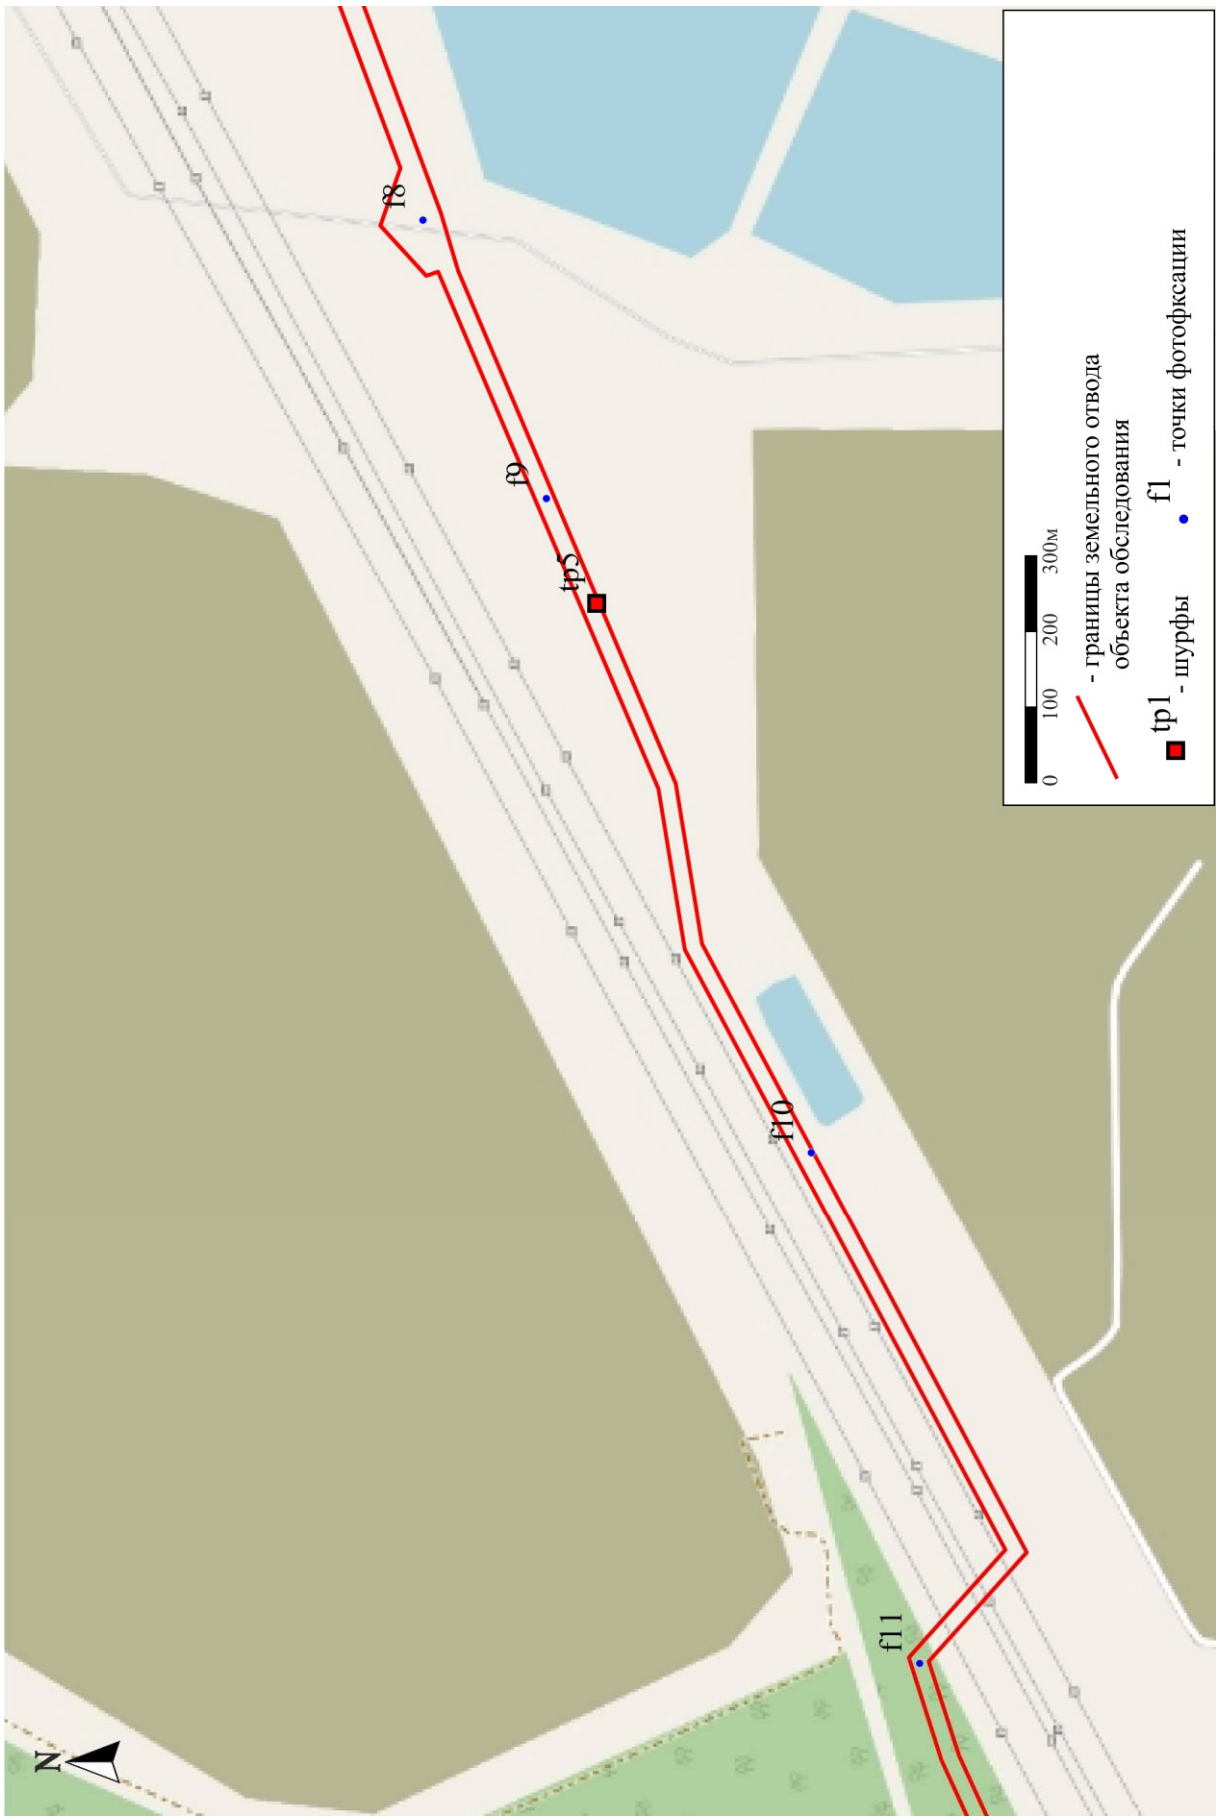 N
f8
f9
tp5
f10
f11
0 100 200 300м
- границы земельного отвода
объекта обследования
tp1 - шурфы
f1 - точки фотофксации